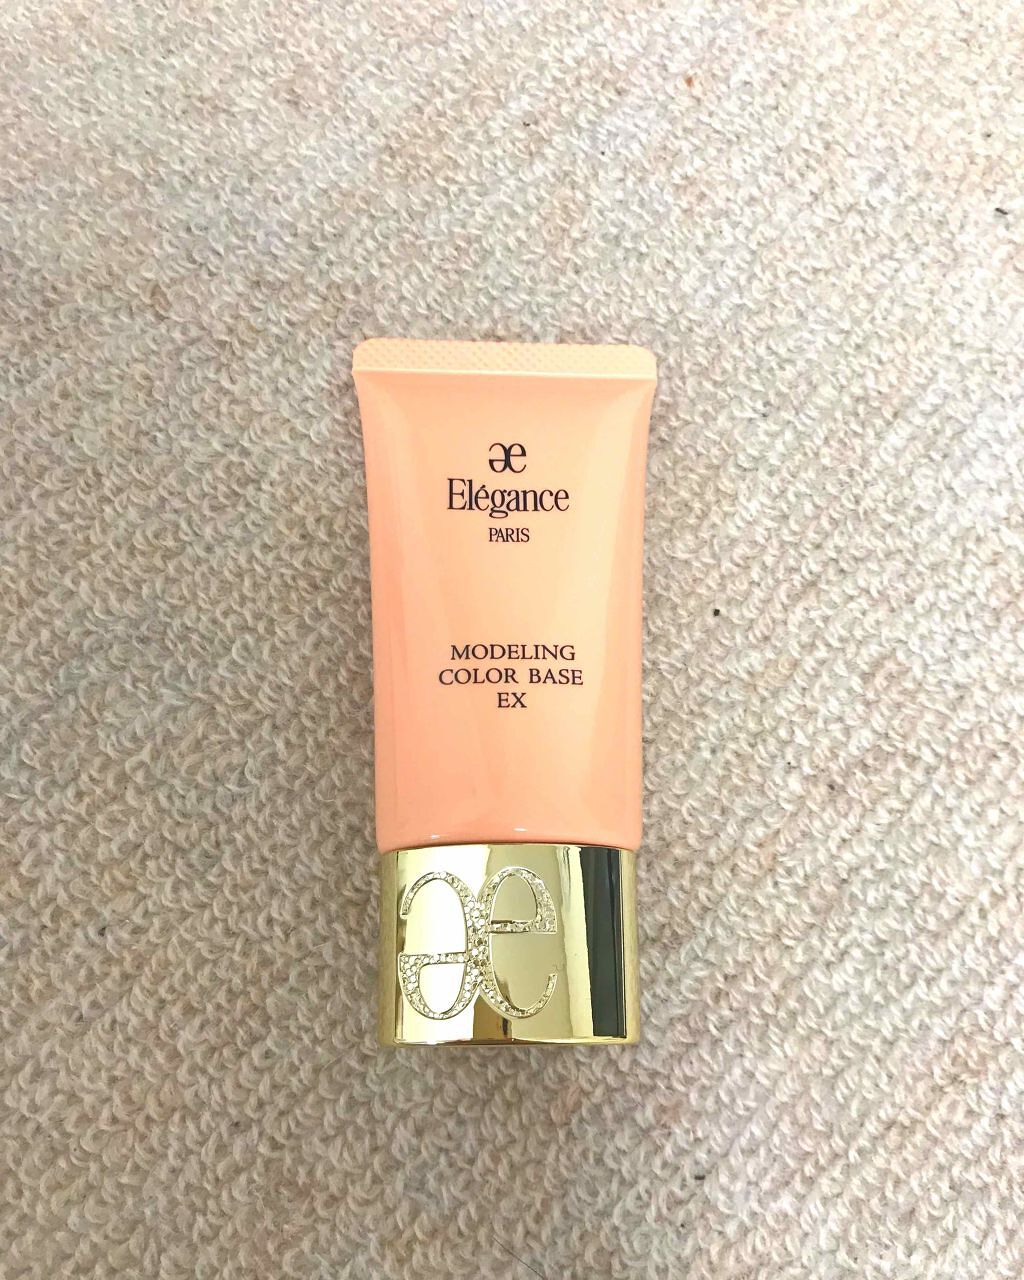 Elégance
PARIS
MODELING
COLOR BASE
EX